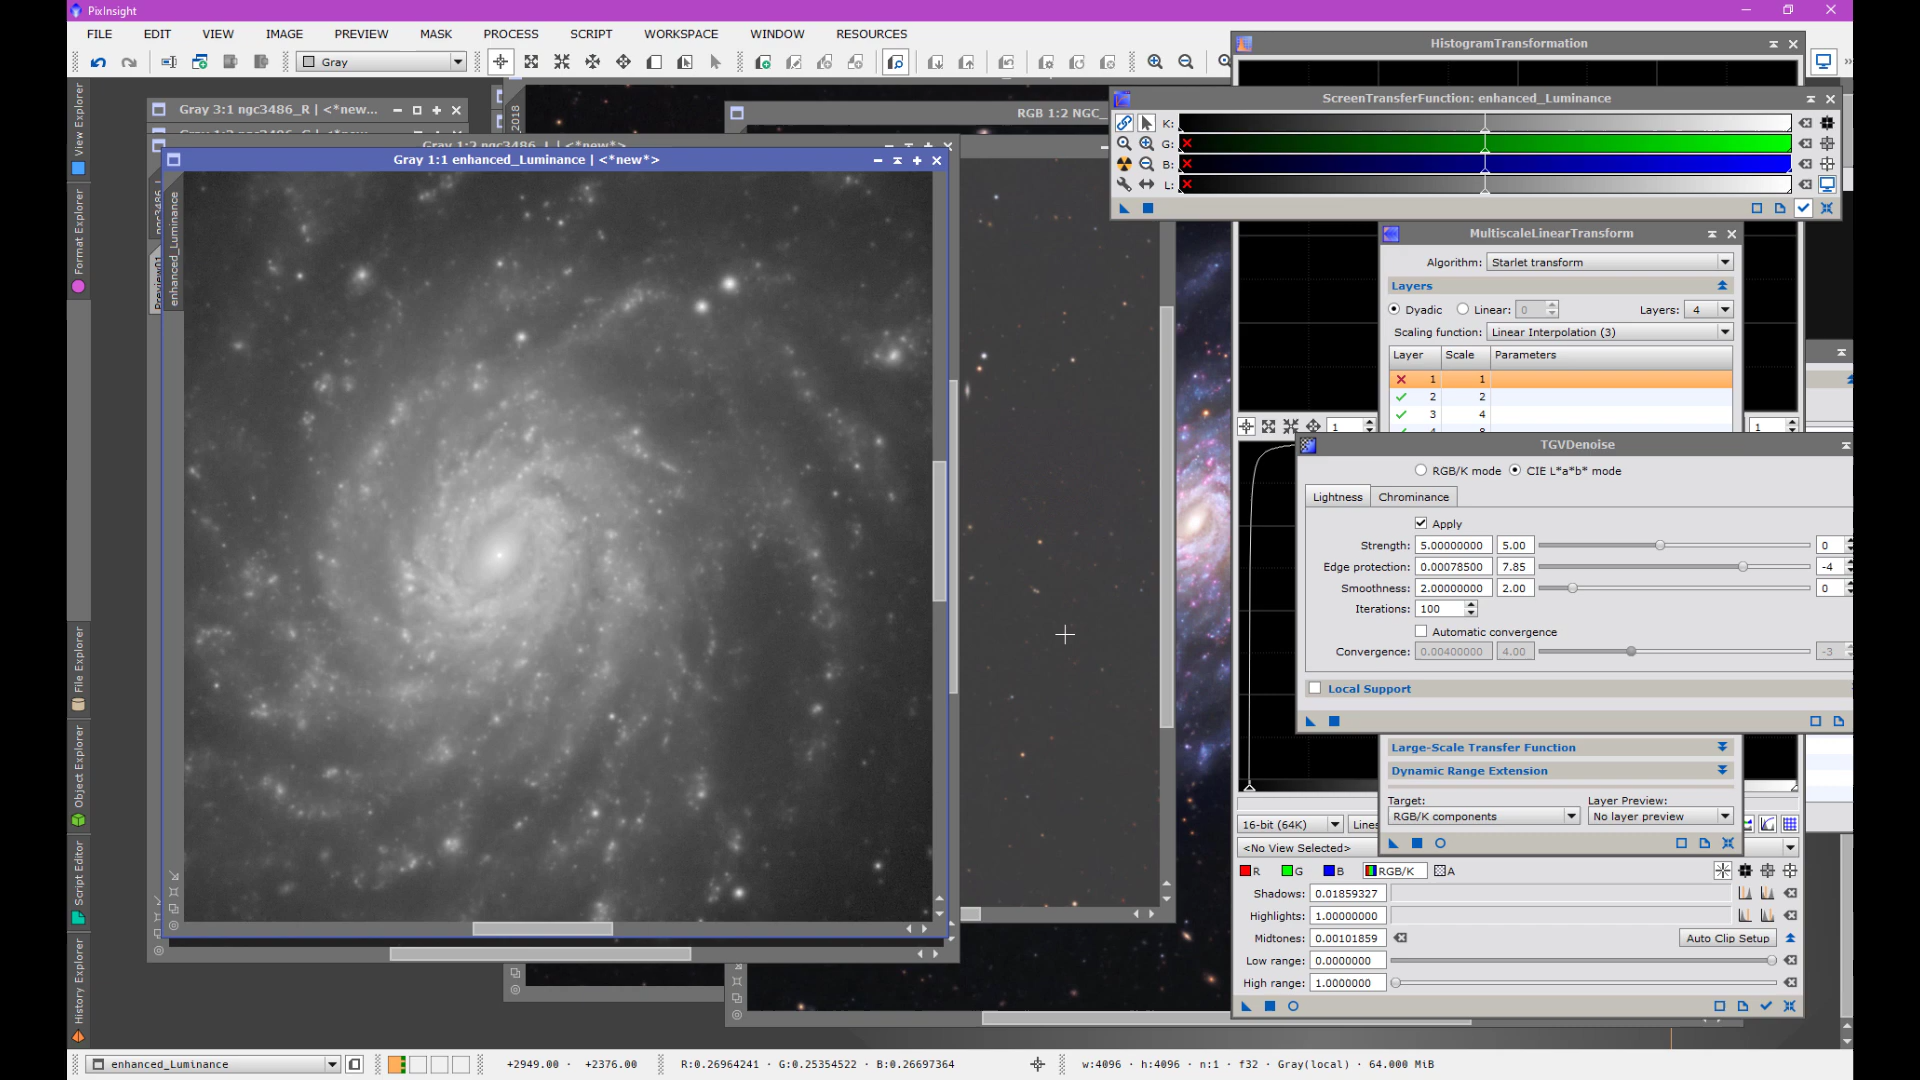 PixInsight
FILE EDIT VIEW IMAGE PREVIEW MASK PROCESS SCRIPT WORKSPACE WINDOW RESOURCES
Gray
HistogramTransformation
ScreenTransferFunction: enhanced_Luminance
K:
G:
B:
L:
View Explorer
Format Explorer
File Explorer
Object Explorer
Script Editor
History Explorer
Gray 3:1 ngc3486_R | <*new...
2018
RGB 1:2 NGC_
Gray 1:1 enhanced_Luminance | <*new*>
enhanced_Luminance
Preview01
MultiscaleLinearTransform
Algorithm: Starlet transform
Layers
Dyadic Linear: 0 Layers: 4
Scaling function: Linear Interpolation (3)
Layer Scale Parameters
1 1
2 2
3 4
1 1
TGVDenoise
RGB/K mode CIE L*a*b* mode
Lightness Chrominance
Apply
Strength: 5.00000000 5.00 0
Edge protection: 0.00078500 7.85 -4
Smoothness: 2.00000000 2.00 0
Iterations: 100
Automatic convergence
Convergence: 0.00400000 4.00 -3
Local Support
Large-Scale Transfer Function
Dynamic Range Extension
Target: Layer Preview:
RGB/K components No layer preview
16-bit (64K) Lines
<No View Selected>
R G B RGB/K A
Shadows: 0.01859327
Highlights: 1.00000000
Midtones: 0.00101859 Auto Clip Setup
Low range: 0.0000000
High range: 1.0000000
enhanced_Luminance +2949.00 · +2376.00 R:0.26964241 · G:0.25354522 · B:0.26697364 w:4096 · h:4096 · n:1 · f32 · Gray(local) · 64.000 MiB